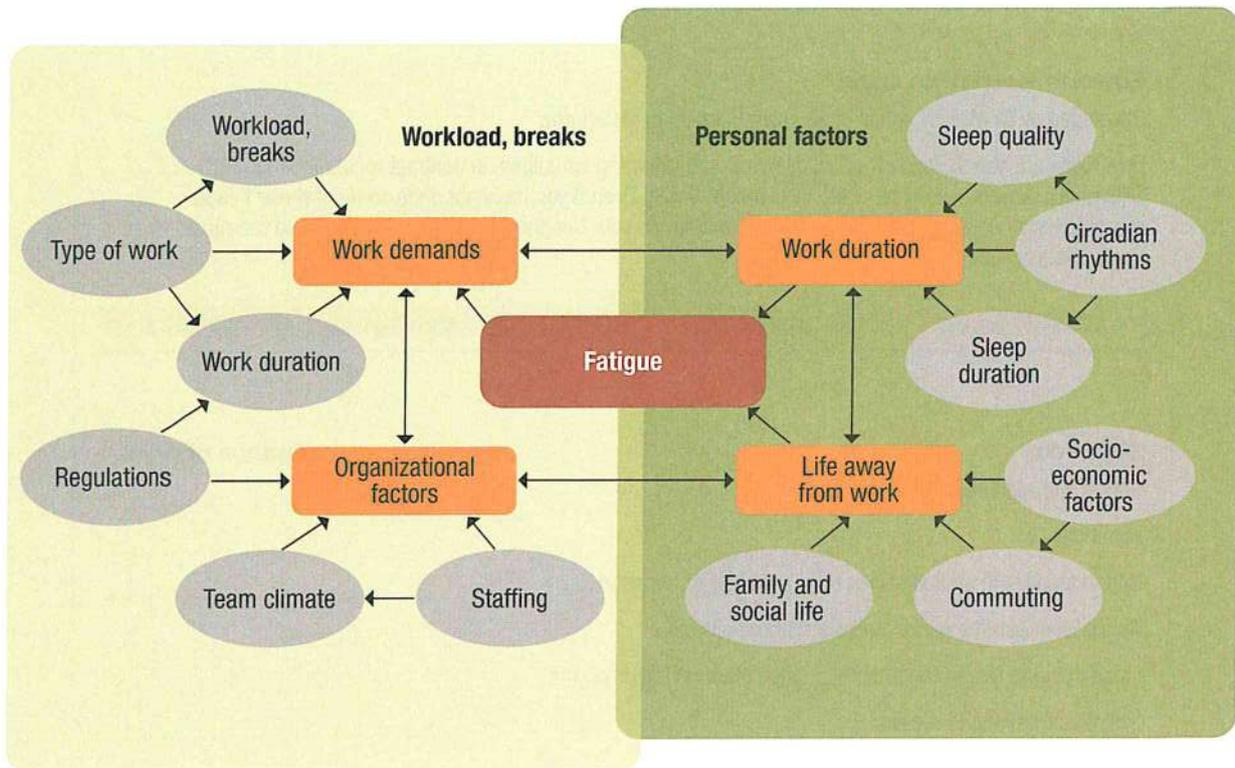 Workload, breaks
Personal factors
Workload,
breaks
Type of work
Work demands
Work duration
Regulations
Organizational
factors
Team climate
Staffing
Fatigue
Sleep quality
Work duration
Circadian
rhythms
Sleep
duration
Life away
from work
Socio-
economic
factors
Family and
social life
Commuting